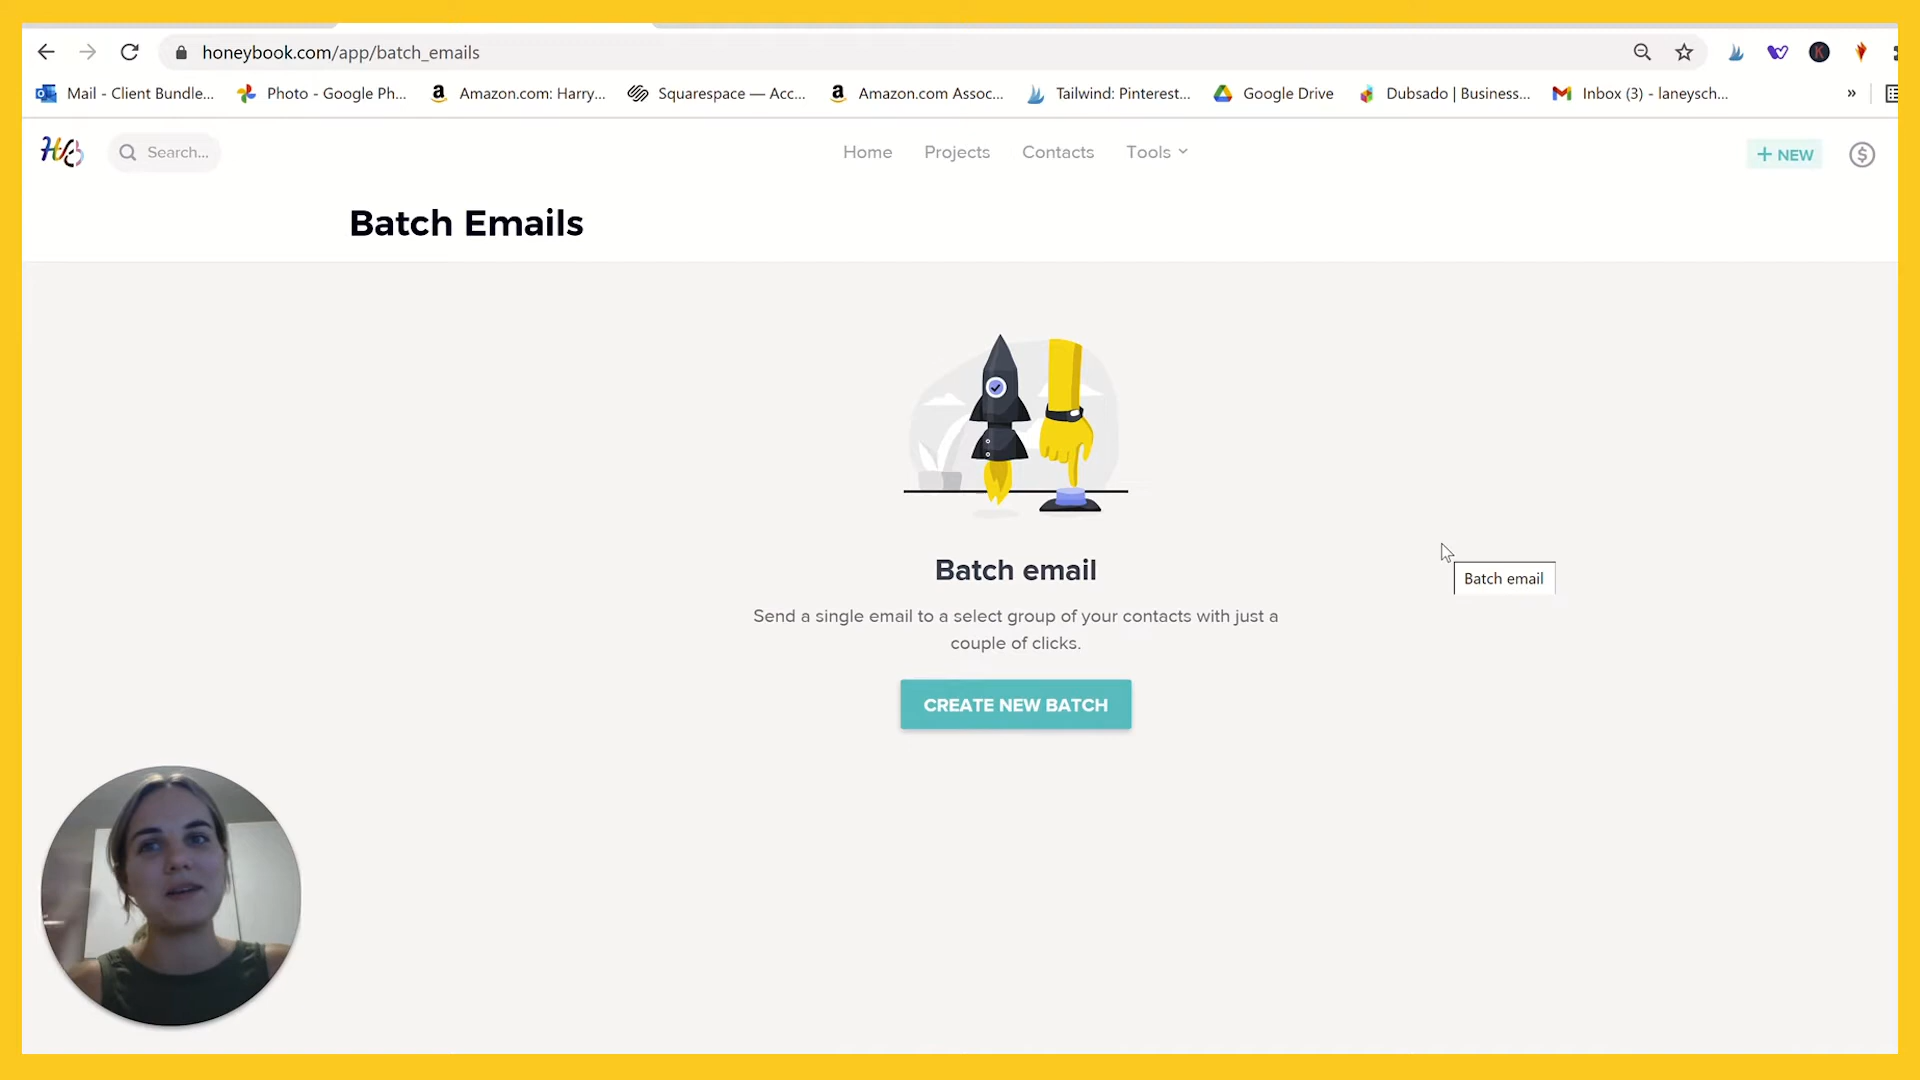 honeybook.com/app/batch_emails
Mail - Client Bundle... Photo - Google Ph... Amazon.com: Harry... Squarespace — Acc... Amazon.com Assoc... Tailwind: Pinterest... Google Drive Dubsado | Business... Inbox (3) - laneysch... »
HB Search... Home Projects Contacts Tools + NEW
Batch Emails
Batch email
Batch email
Send a single email to a select group of your contacts with just a
couple of clicks.
CREATE NEW BATCH